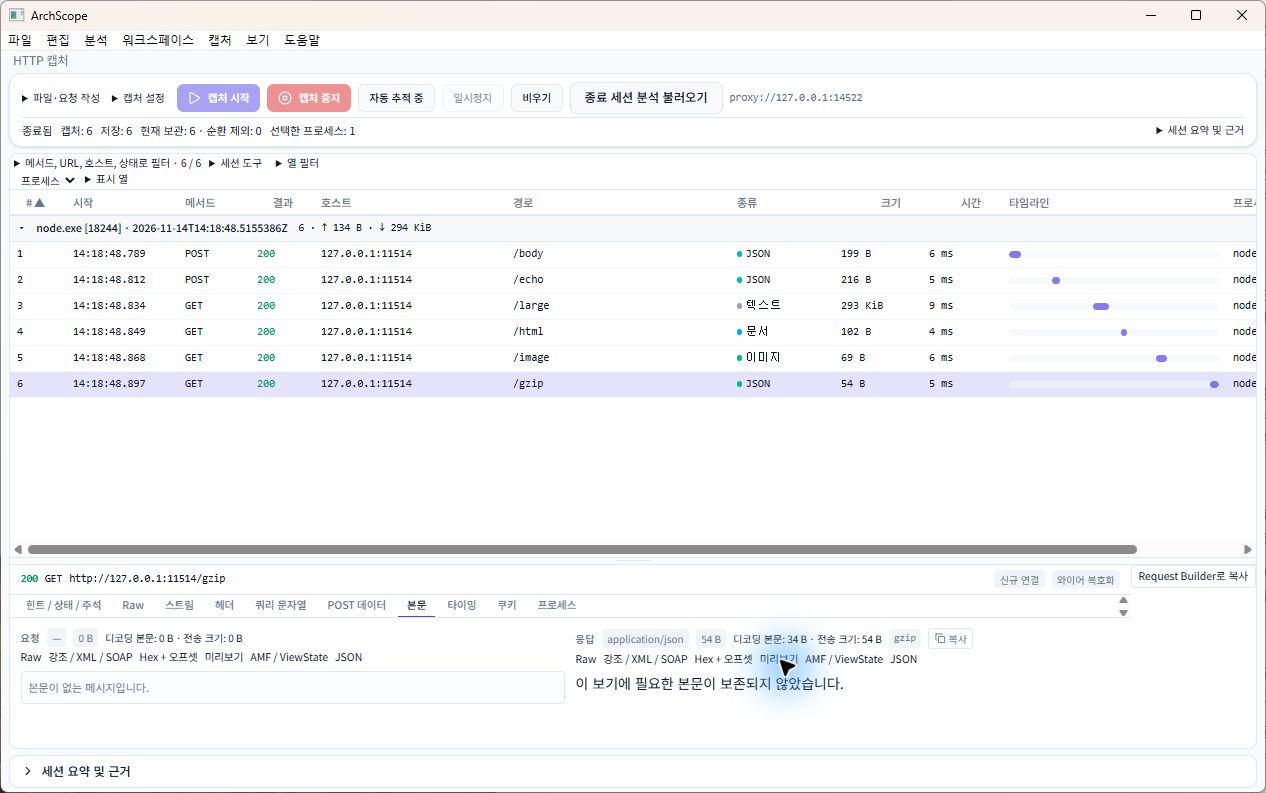 ArchScope
파일 편집 분석 워크스페이스 캡처 보기 도움말
HTTP 캡처
▶ 파일·요청 작성 ▶ 캡처 설정 캡처 시작 캡처 중지 자동 추적 중 일시정지 비우기 종료 세션 분석 불러오기 proxy://127.0.0.1:14522
종료됨 캡처: 6 저장: 6 현재 보관: 6 · 순환 제외: 0 선택한 프로세스: 1 ▶ 세션 요약 및 근거
▶ 메서드, URL, 호스트, 상태로 필터 · 6 / 6 ▶ 세션 도구 ▶ 열 필터
프로세스 ▶ 표시 열
# ▲ 시작 메서드 결과 호스트 경로 종류 크기 시간 타임라인 프로세
node.exe [18244] · 2026-11-14T14:18:48.5155386Z 6 · ↑ 134 B · ↓ 294 KiB
1 14:18:48.789 POST 200 127.0.0.1:11514 /body JSON 199 B 6 ms node
2 14:18:48.812 POST 200 127.0.0.1:11514 /echo JSON 216 B 5 ms node
3 14:18:48.834 GET 200 127.0.0.1:11514 /large 텍스트 293 KiB 9 ms node
4 14:18:48.849 GET 200 127.0.0.1:11514 /html 문서 102 B 4 ms node
5 14:18:48.868 GET 200 127.0.0.1:11514 /image 이미지 69 B 6 ms node
6 14:18:48.897 GET 200 127.0.0.1:11514 /gzip JSON 54 B 5 ms node
200 GET http://127.0.0.1:11514/gzip 신규 연결 와이어 복호화 Request Builder로 복사
힌트 / 상태 / 주석 Raw 스트림 헤더 쿼리 문자열 POST 데이터 본문 타이밍 쿠키 프로세스
요청 — 0 B 디코딩 본문: 0 B · 전송 크기: 0 B
Raw 강조 / XML / SOAP Hex + 오프셋 미리보기 AMF / ViewState JSON
본문이 없는 메시지입니다.
응답 application/json 54 B 디코딩 본문: 34 B · 전송 크기: 54 B gzip 복사
Raw 강조 / XML / SOAP Hex + 오프셋 미리보기 AMF / ViewState JSON
이 보기에 필요한 본문이 보존되지 않았습니다.
세션 요약 및 근거